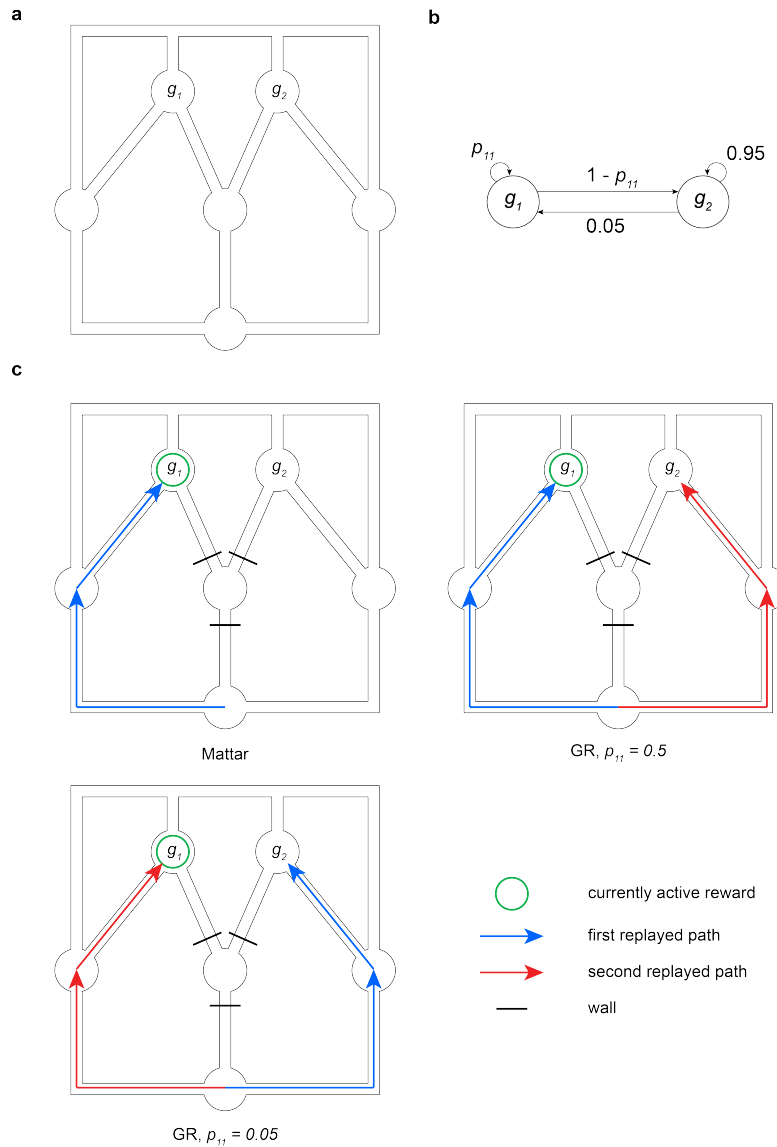 a
b
g1 g2
p11
0.95
1 - p11
g1 g2
0.05
c
g1 g2
g1 g2
Mattar
GR, p11 = 0.5
g1 g2
currently active reward
first replayed path
second replayed path
wall
GR, p11 = 0.05